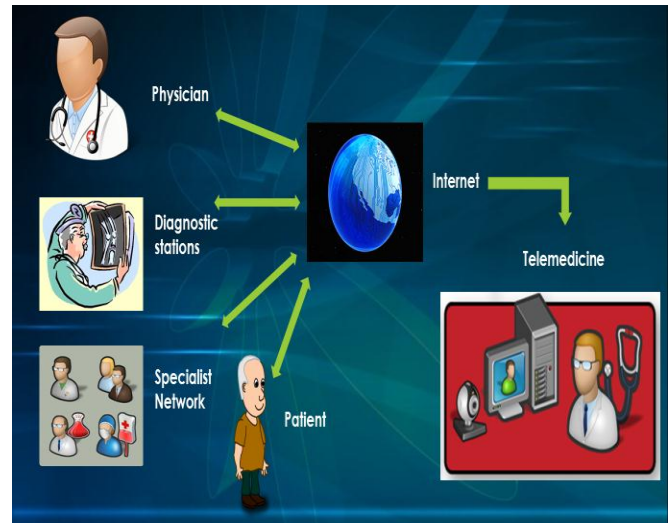 Physician
Internet
Diagnostic
stations
Telemedicine
Specialist
Network
Patient